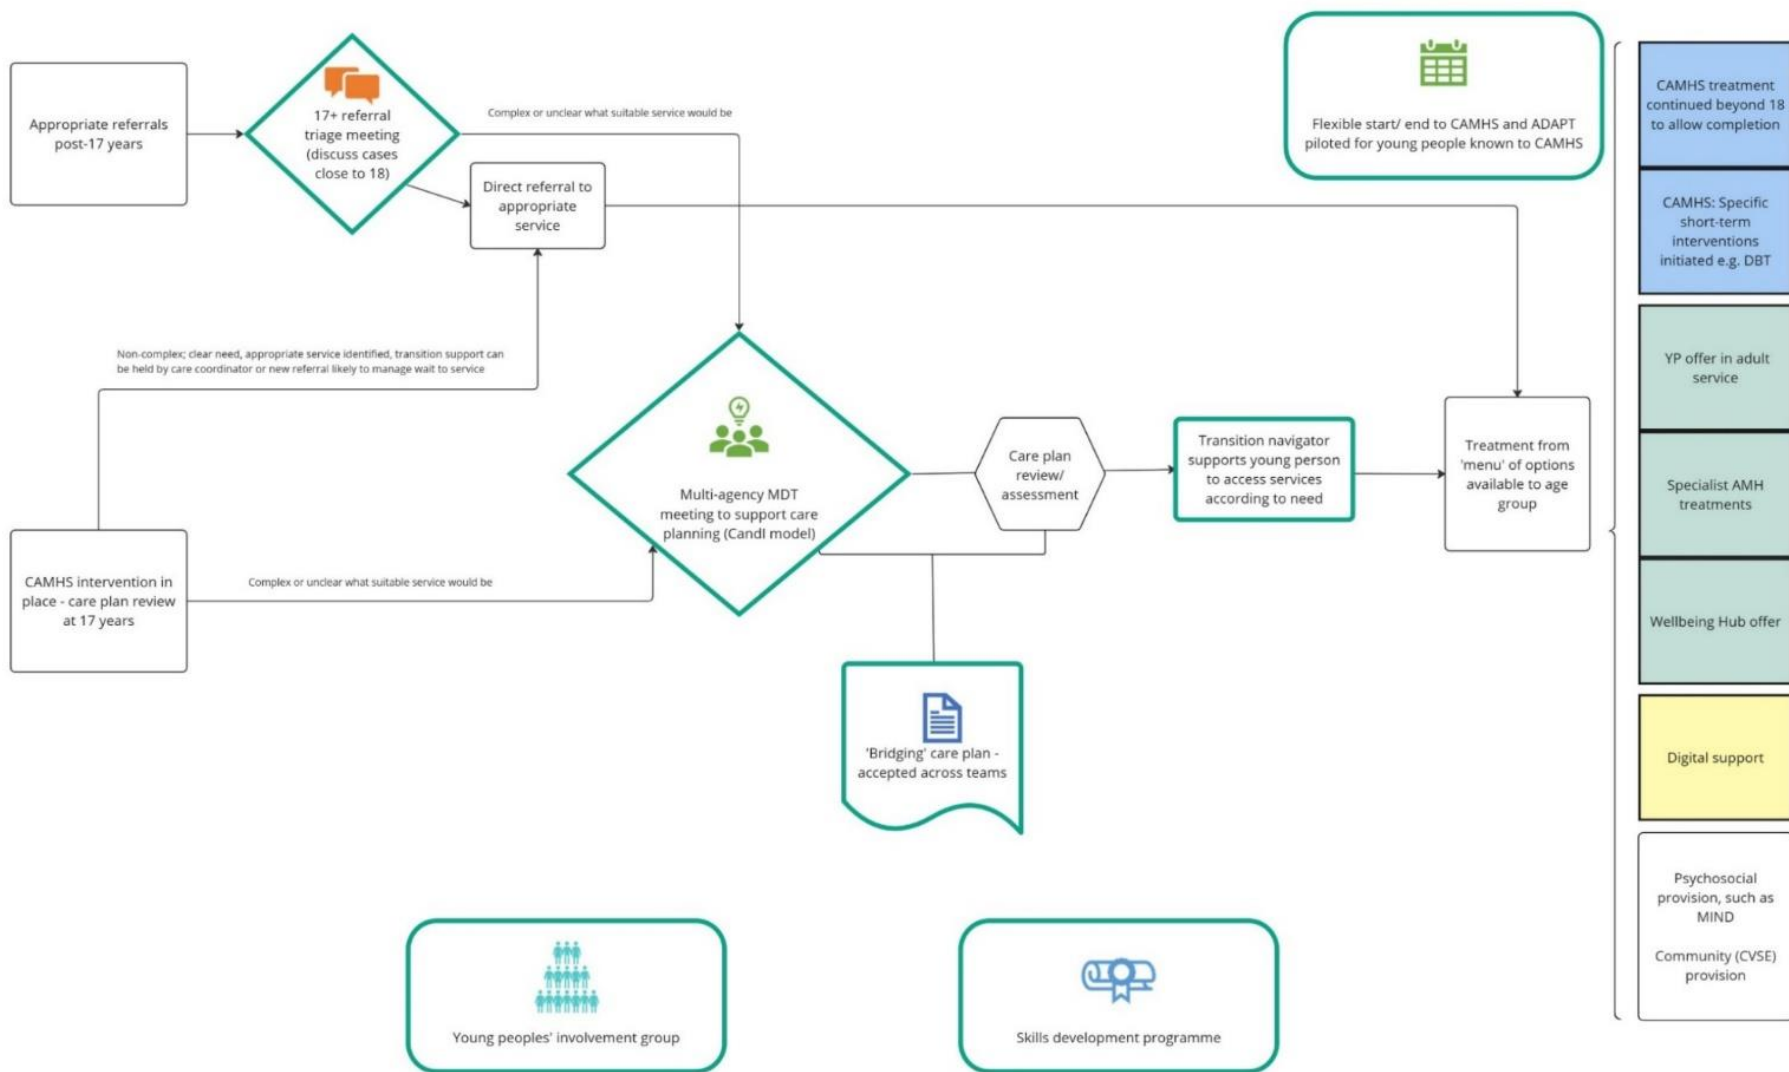 Appropriate referrals
post-17 years
17+ referral
triage meeting
(discuss cases
close to 18)
Complex or unclear what suitable service would be
Direct referral to
appropriate
service
Flexible start/ end to CAMHS and ADAPT
piloted for young people known to CAMHS
Non-complex; clear need, appropriate service identified, transition support can
be held by care coordinator or new referral likely to manage wait to service
CAMHS intervention in
place - care plan review
at 17 years
Complex or unclear what suitable service would be
Multi-agency MDT
meeting to support care
planning (CandI model)
Care plan
review/
assessment
Transition navigator
supports young person
to access services
according to need
Treatment from
'menu' of options
available to age
group
'Bridging' care plan -
accepted across teams
CAMHS treatment
continued beyond 18
to allow completion
CAMHS: Specific
short-term
interventions
initiated e.g. DBT
YP offer in adult
service
Specialist AMH
treatments
Wellbeing Hub offer
Digital support
Psychosocial
provision, such as
MIND
Community (CVSE)
provision
Young peoples' involvement group
Skills development programme